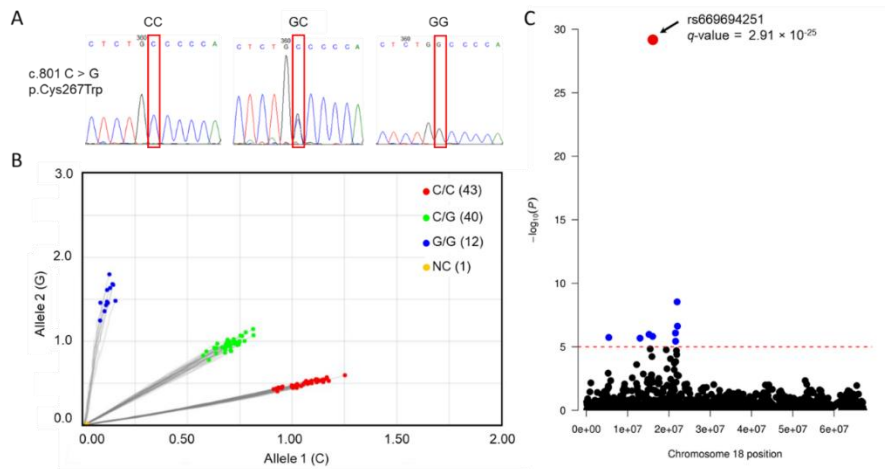 A
CC
GC
GG
360
C T C T G C C C C C A
360
C T C T G C C C C C A
360
C T C T G G C C C C A
c.801 C > G
p.Cys267Trp
B
3.0
2.0
1.0
0.0
Allele 2 (G)
0.00
0.50
1.00
1.50
2.00
Allele 1 (C)
C/C (43)
C/G (40)
G/G (12)
NC (1)
C
rs669694251
q-value = 2.91 × 10-25
30
25
20
15
10
5
0
−log10(P)
0e+00
1e+07
2e+07
3e+07
4e+07
5e+07
6e+07
Chromosome 18 position